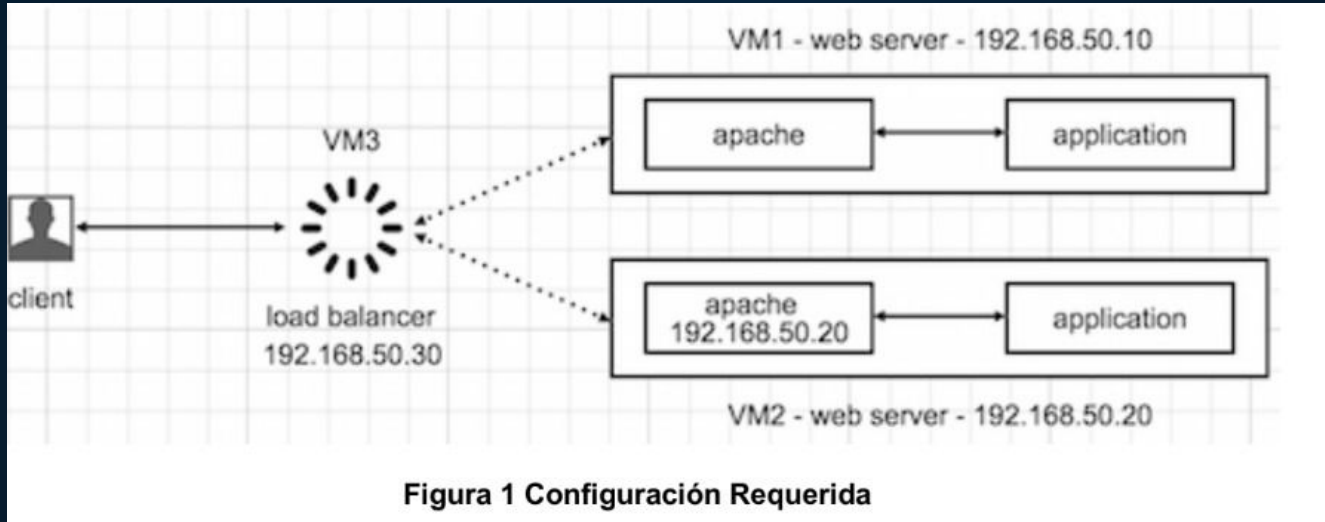 VM1 - web server - 192.168.50.10
apache
application
VM3
client
load balancer
192.168.50.30
apache
192.168.50.20
application
VM2 - web server - 192.168.50.20
Figura 1 Configuración Requerida